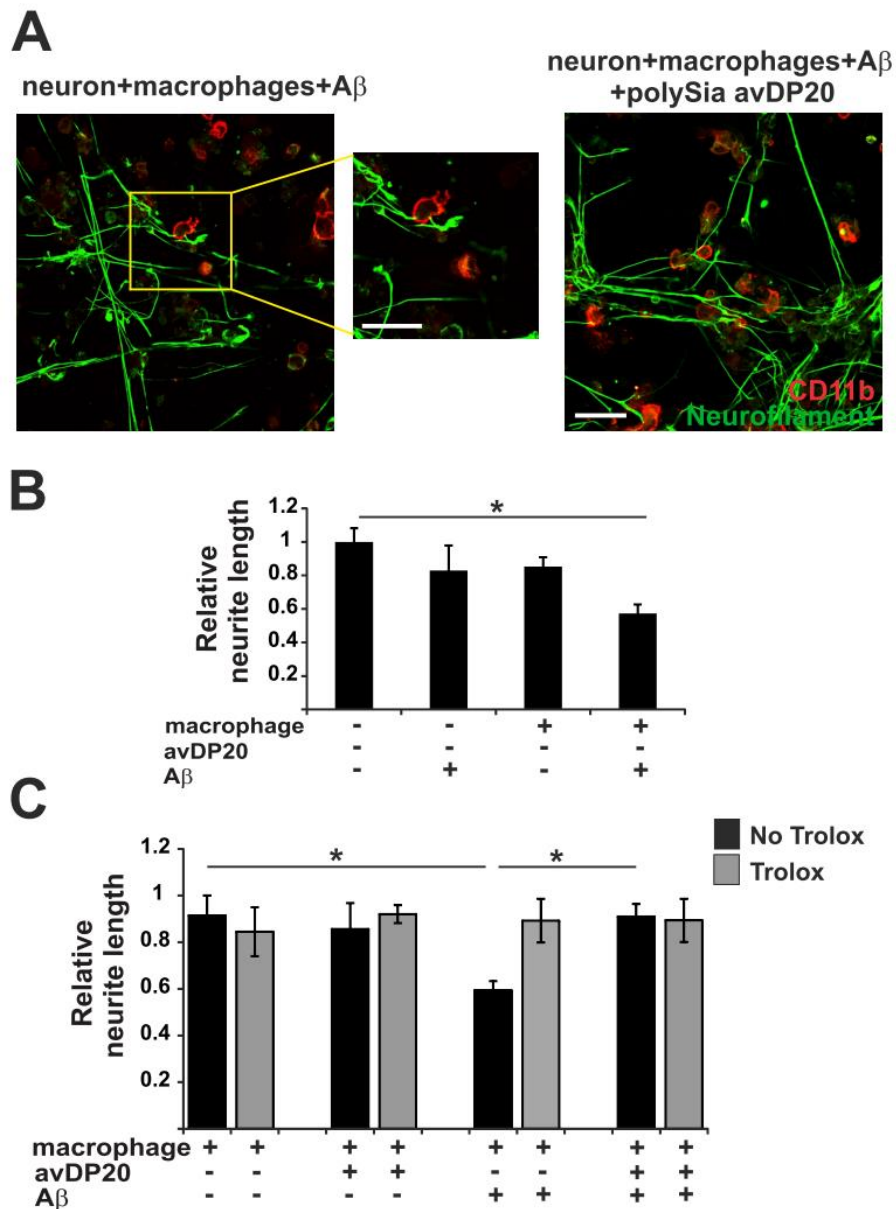 A
neuron+macrophages+Aβ
neuron+macrophages+Aβ
+polySia avDP20
CD11b
Neurofilament
B
Relative
neurite length
1.2
1
0.8
0.6
0.4
0.2
*
macrophage - - + +
avDP20 - - - -
Aβ - + - +
C
Relative
neurite length
1.2
1
0.8
0.6
0.4
0.2
* *
No Trolox
Trolox
macrophage + + + + + + + +
avDP20 - - + + - - + +
Aβ - - - - + + + +